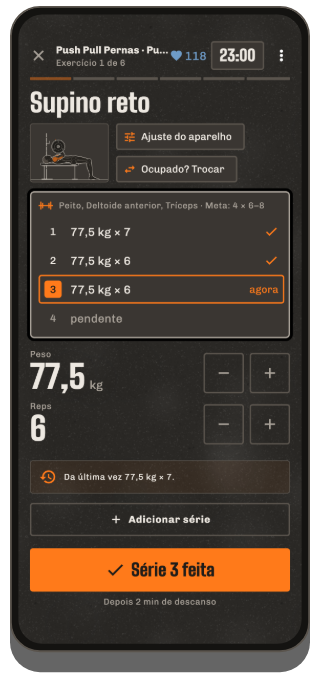 Push Pull Pernas · Pu... 118 23:00
Exercício 1 de 6
Supino reto
Ajuste do aparelho
Ocupado? Trocar
Peito, Deltoide anterior, Tríceps · Meta: 4 × 6–8
1 77,5 kg × 7
2 77,5 kg × 6
3 77,5 kg × 6 agora
4 pendente
Peso
77,5 kg
Reps
6
Da última vez 77,5 kg × 7.
+ Adicionar série
Série 3 feita
Depois 2 min de descanso